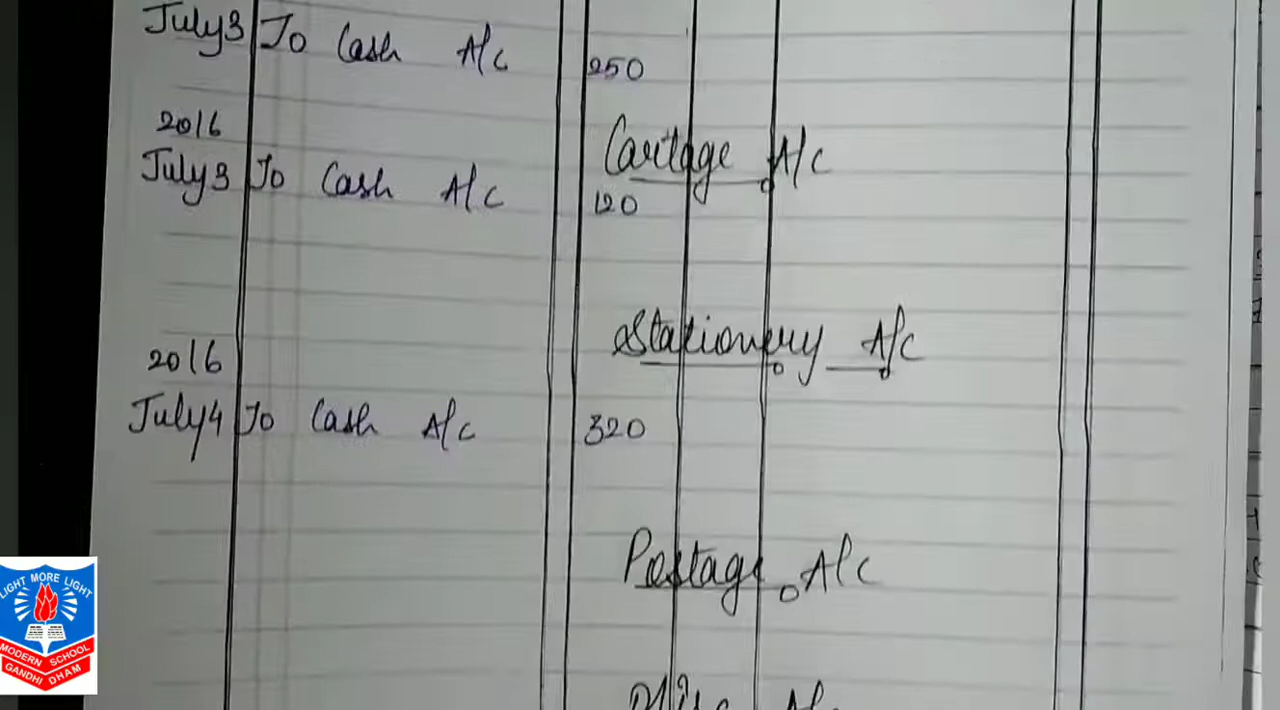 July3 To Cash A/c 250
Cartage A/c
2016
July3 To Cash A/c 120
Stationery A/c
2016
July4 To Cash A/c 320
Postage A/c
LIGHT MORE LIGHT
MODERN SCHOOL
GANDHI DHAM